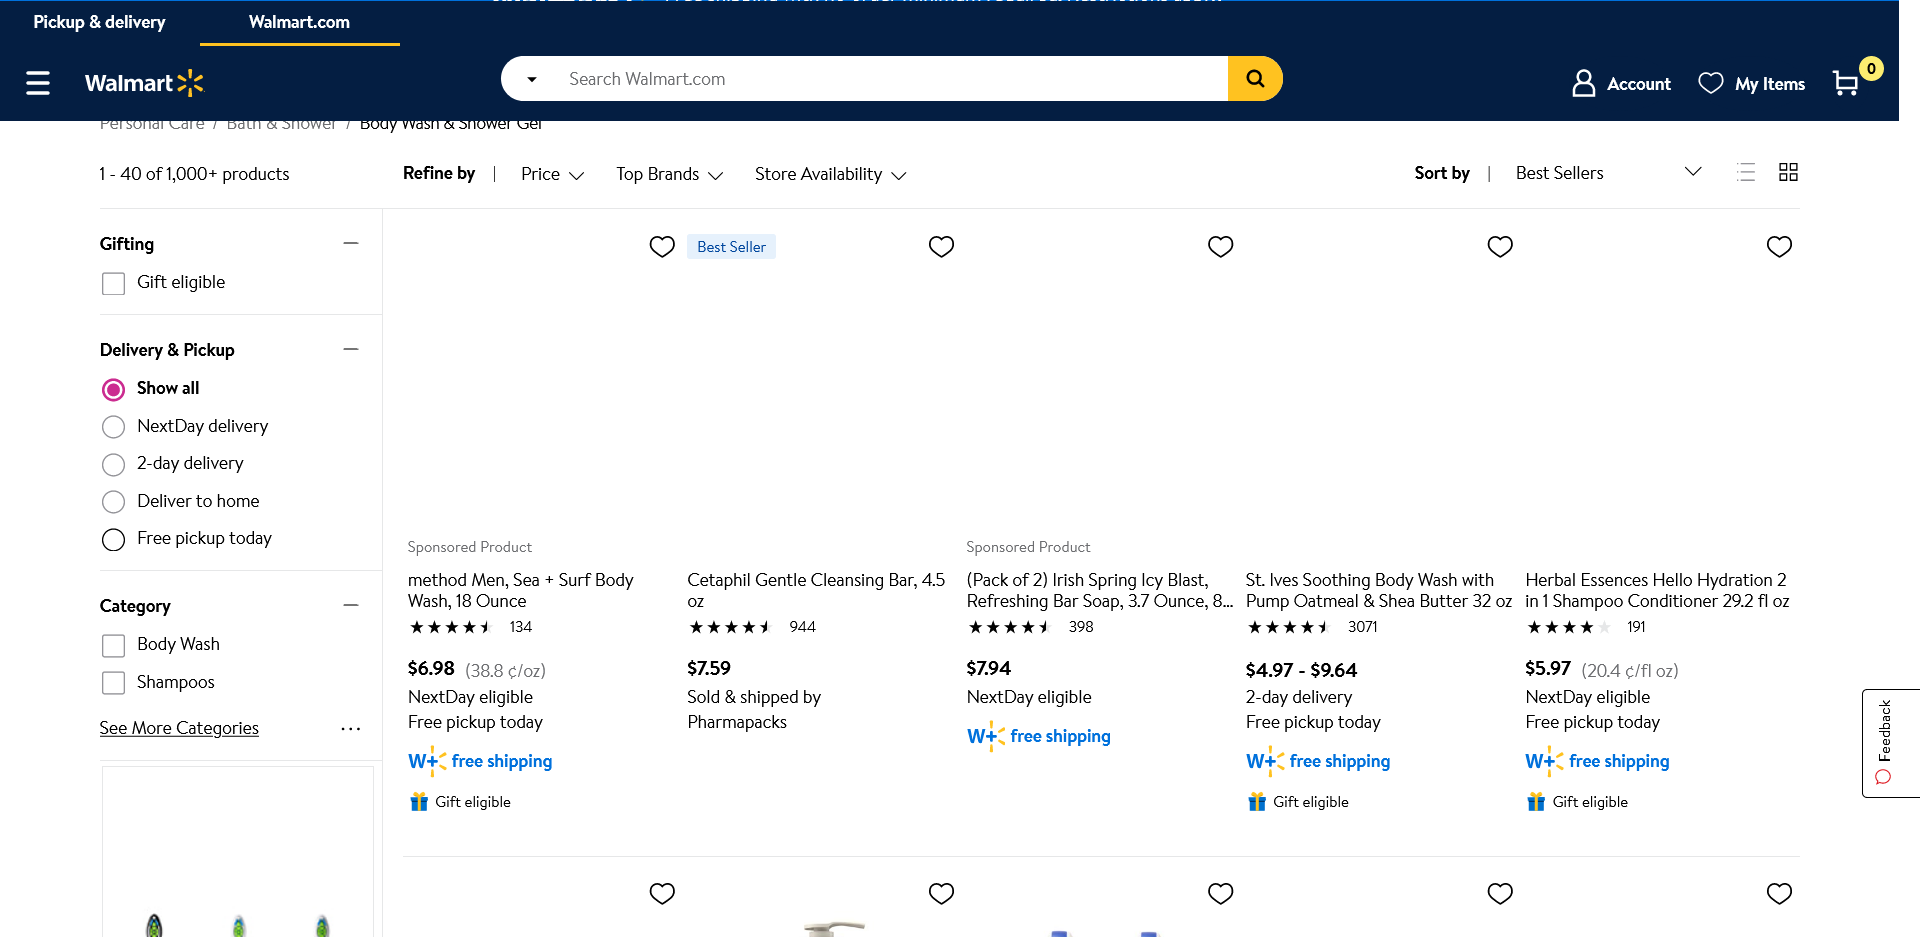 Pickup & delivery
Walmart.com
Walmart
Search Walmart.com
Account
My Items
0
Personal Care / Bath & Shower / Body Wash & Shower Gel
1 - 40 of 1,000+ products
Refine by |
Price
Top Brands
Store Availability
Sort by |
Best Sellers
Gifting
Gift eligible
Delivery & Pickup
Show all
NextDay delivery
2-day delivery
Deliver to home
Free pickup today
Category
Body Wash
Shampoos
See More Categories
Sponsored Product
method Men, Sea + Surf Body
Wash, 18 Ounce
134
$6.98 (38.8 ¢/oz)
NextDay eligible
Free pickup today
W+ free shipping
Gift eligible
Best Seller
Cetaphil Gentle Cleansing Bar, 4.5
oz
944
$7.59
Sold & shipped by
Pharmapacks
Sponsored Product
(Pack of 2) Irish Spring Icy Blast,
Refreshing Bar Soap, 3.7 Ounce, 8...
398
$7.94
NextDay eligible
W+ free shipping
St. Ives Soothing Body Wash with
Pump Oatmeal & Shea Butter 32 oz
3071
$4.97 - $9.64
2-day delivery
Free pickup today
W+ free shipping
Gift eligible
Herbal Essences Hello Hydration 2
in 1 Shampoo Conditioner 29.2 fl oz
191
$5.97 (20.4 ¢/fl oz)
NextDay eligible
Free pickup today
W+ free shipping
Gift eligible
Feedback